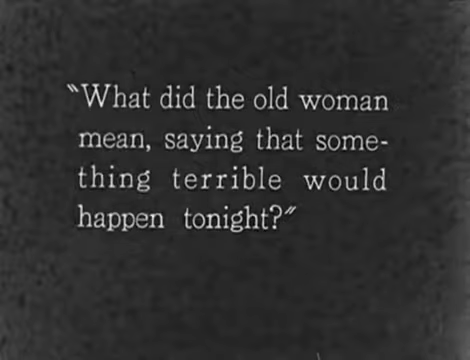 "What did the old woman
mean, saying that some-
thing terrible would
happen tonight?"